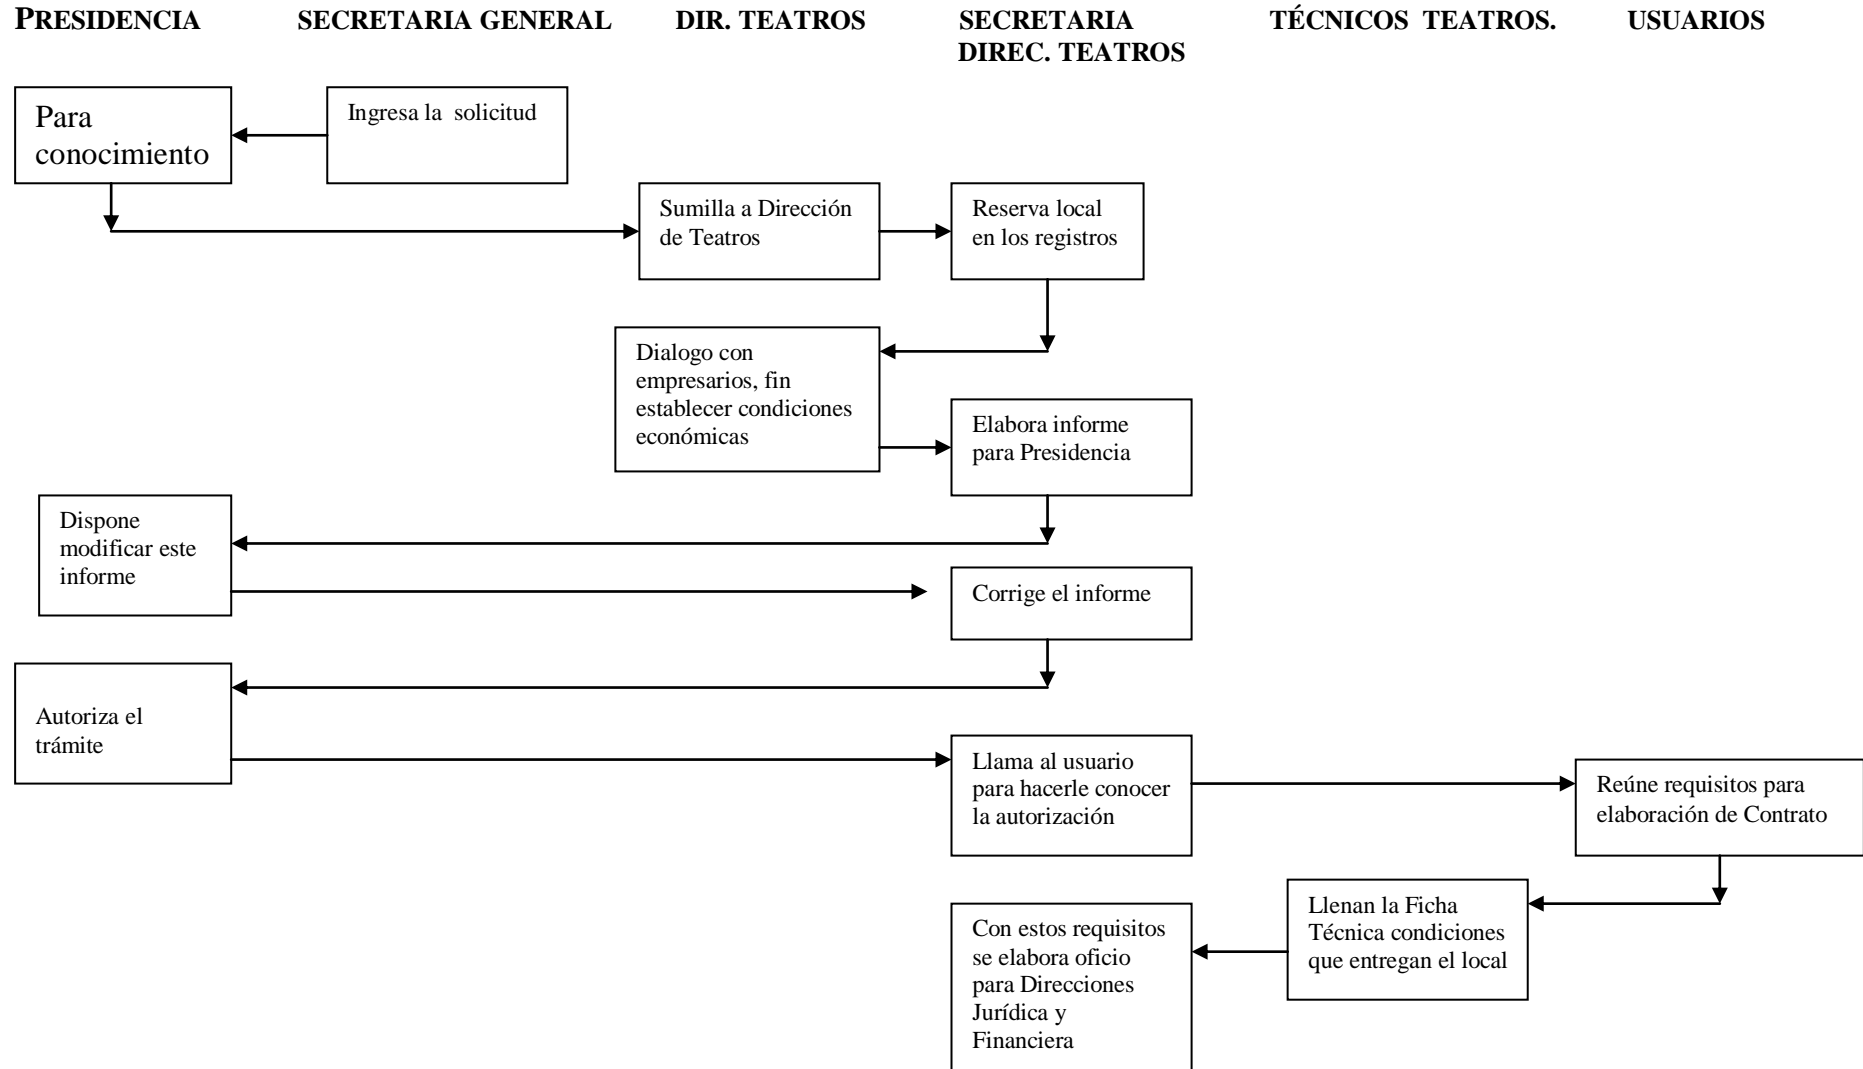 PRESIDENCIA SECRETARIA GENERAL DIR. TEATROS SECRETARIA TÉCNICOS TEATROS. USUARIOS
DIREC. TEATROS
Para
conocimiento
Ingresa la solicitud
Sumilla a Dirección
de Teatros
Reserva local
en los registros
Dialogo con
empresarios, fin
establecer condiciones
económicas
Elabora informe
para Presidencia
Dispone
modificar este
informe
Corrige el informe
Autoriza el
trámite
Llama al usuario
para hacerle conocer
la autorización
Reúne requisitos para
elaboración de Contrato
Llenan la Ficha
Técnica condiciones
que entregan el local
Con estos requisitos
se elabora oficio
para Direcciones
Jurídica y
Financiera